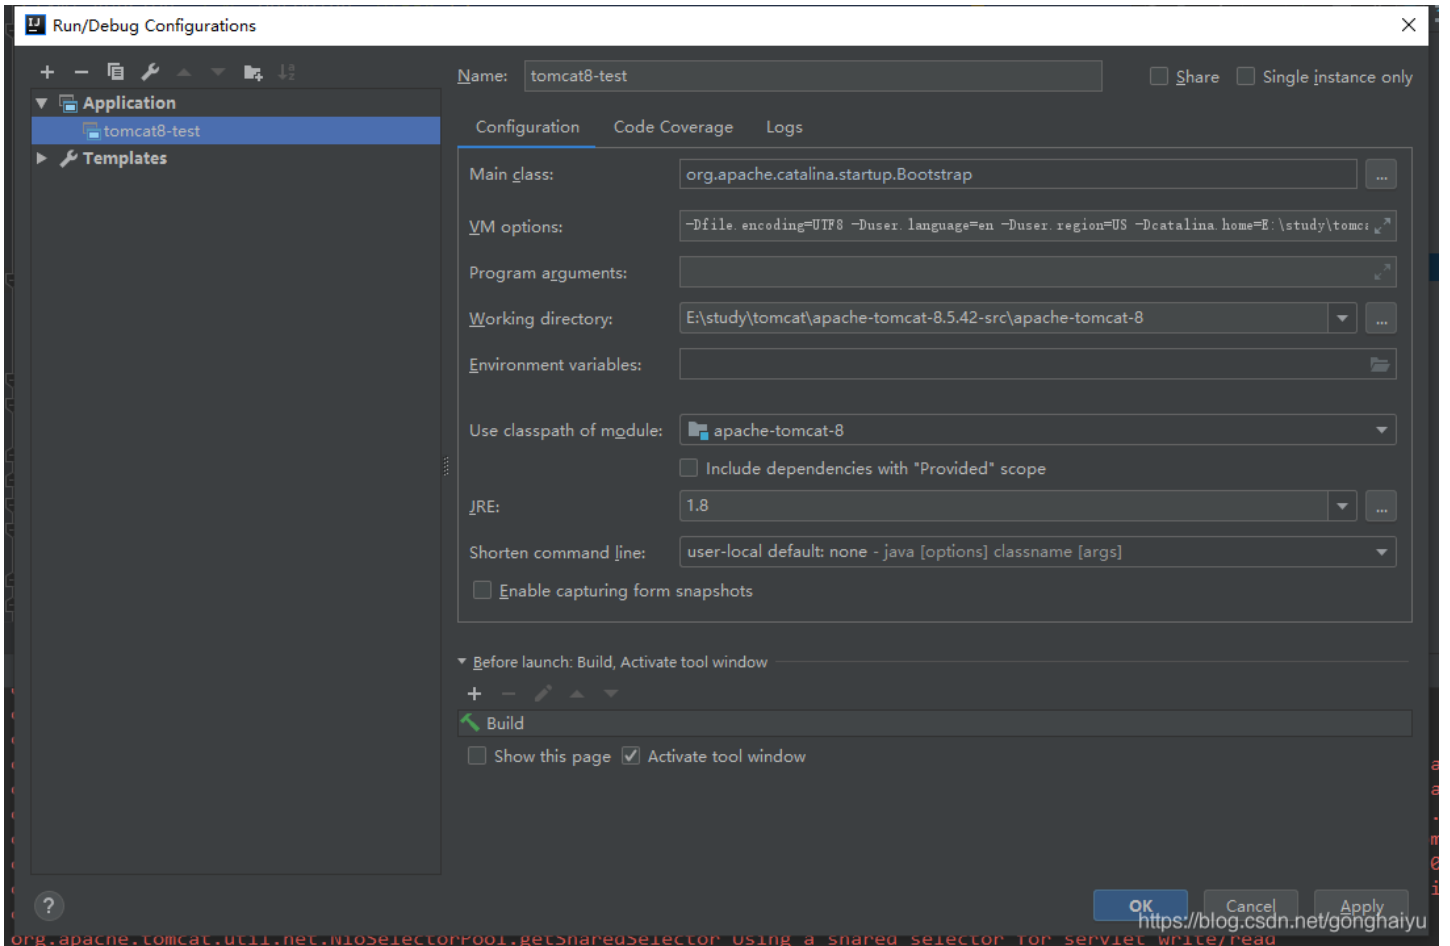 Run/Debug Configurations
Name: tomcat8-test Share Single instance only
Application
tomcat8-test
Templates
Configuration Code Coverage Logs
Main class: org.apache.catalina.startup.Bootstrap ...
VM options: -Dfile.encoding=UTF8 -Duser.language=en -Duser.region=US -Dcatalina.home=E:\study\tomca
Program arguments:
Working directory: E:\study\tomcat\apache-tomcat-8.5.42-src\apache-tomcat-8 ...
Environment variables:
Use classpath of module: apache-tomcat-8
Include dependencies with "Provided" scope
JRE: 1.8 ...
Shorten command line: user-local default: none - java [options] classname [args]
Enable capturing form snapshots
Before launch: Build, Activate tool window
Build
Show this page Activate tool window
? OK Cancel Apply
https://blog.csdn.net/gonghaiyu
org.apache.tomcat.util.net.NioSelectorPool.getSharedSelector Using a shared selector for servlet write/read